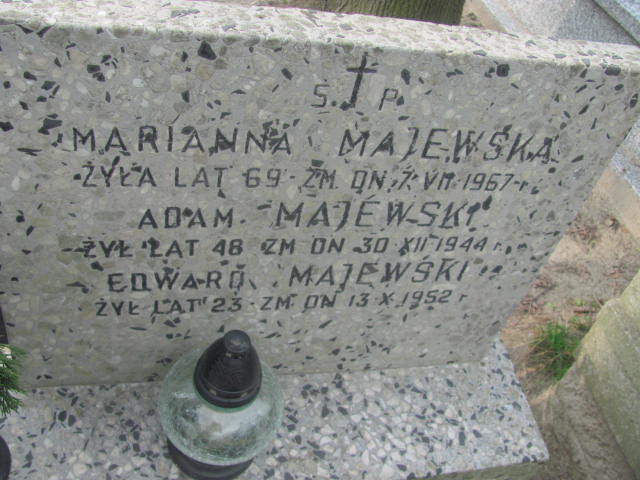 Ś. P.
MARIANNA MAJEWSKA
ŻYŁA LAT 69 · ZM. DN. 7. VII. 1967 r.
ADAM MAJEWSKI
ŻYŁ LAT 48 ZM DN 30 XII 1944 r.
EDWARD MAJEWSKI
ŻYŁ LAT 23 · ZM. DN 13. X. 1952 r